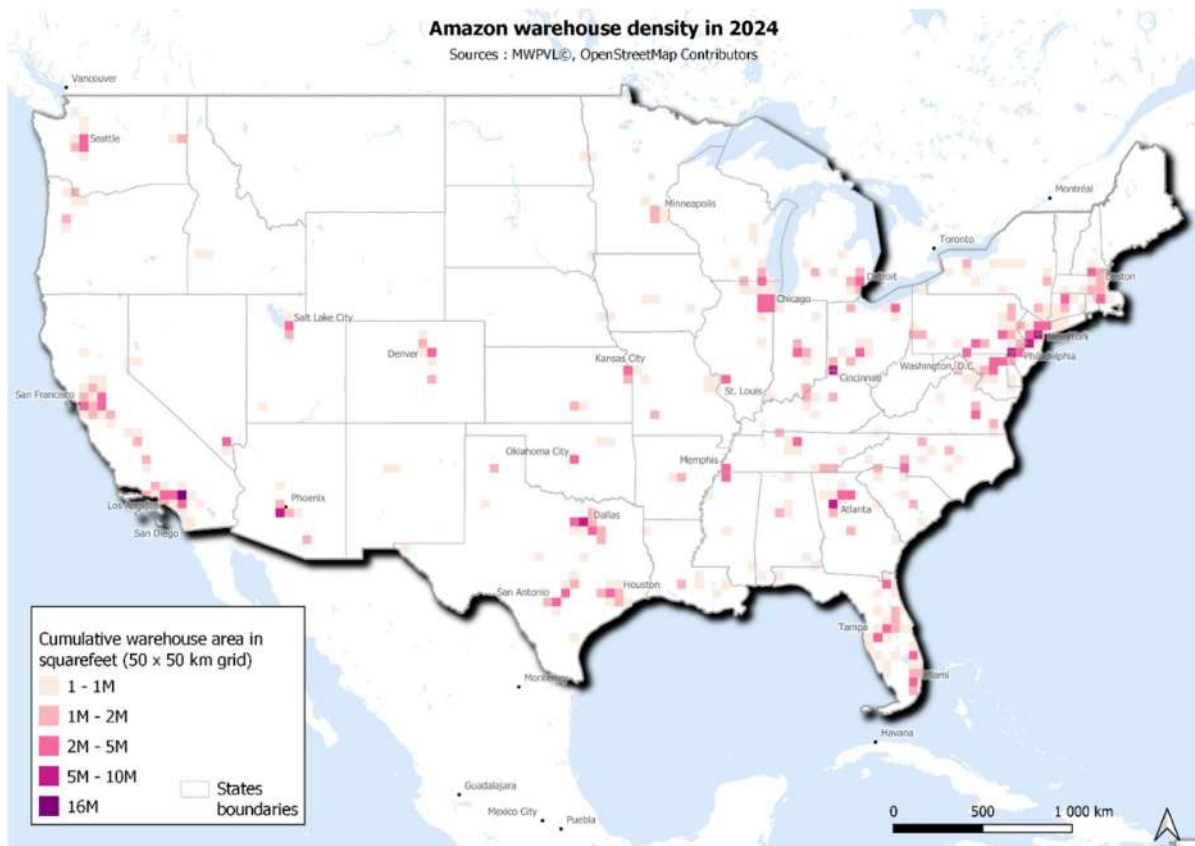 Amazon warehouse density in 2024
Sources : MWPVL©, OpenStreetMap Contributors
Vancouver
Seattle
Montréal
Minneapolis
Toronto
Detroit
Boston
Chicago
Salt Lake City
New York
Denver
Kansas City
Philadelphia
Washington, D.C.
Cincinnati
San Francisco
St. Louis
Oklahoma City
Memphis
Los Angeles
Phoenix
Atlanta
San Diego
Dallas
San Antonio
Houston
Tampa
Miami
Monterrey
Havana
Guadalajara
Mexico City
Puebla
Cumulative warehouse area in
squarefeet (50 x 50 km grid)
1 - 1M
1M - 2M
2M - 5M
5M - 10M
16M
States
boundaries
0 500 1 000 km